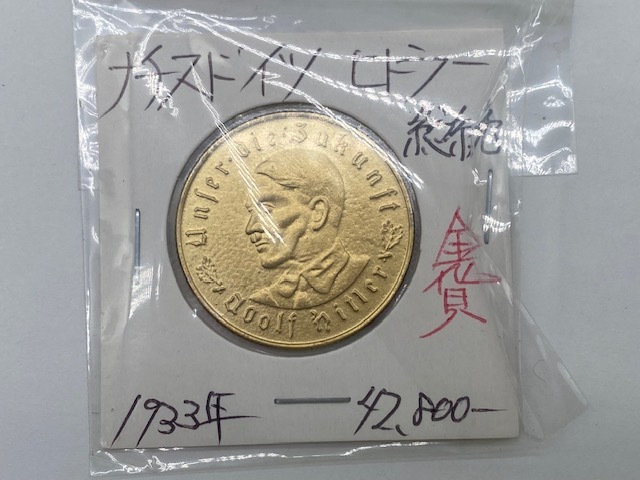 ナチスドイツ ヒトラー
総統
Unser·die·Zukunft
Adolf Hitler
金貨
1933年 — 42,800-